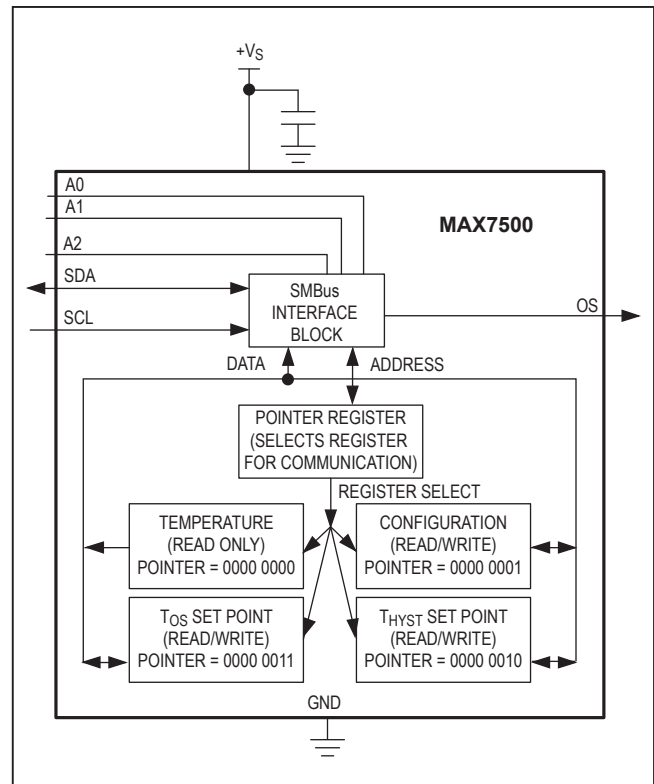 +VS
A0
A1
MAX7500
A2
SDA
SMBus
INTERFACE
BLOCK
OS
SCL
DATA
ADDRESS
POINTER REGISTER
(SELECTS REGISTER
FOR COMMUNICATION)
REGISTER SELECT
TEMPERATURE
(READ ONLY)
POINTER = 0000 0000
CONFIGURATION
(READ/WRITE)
POINTER = 0000 0001
TOS SET POINT
(READ/WRITE)
POINTER = 0000 0011
THYST SET POINT
(READ/WRITE)
POINTER = 0000 0010
GND